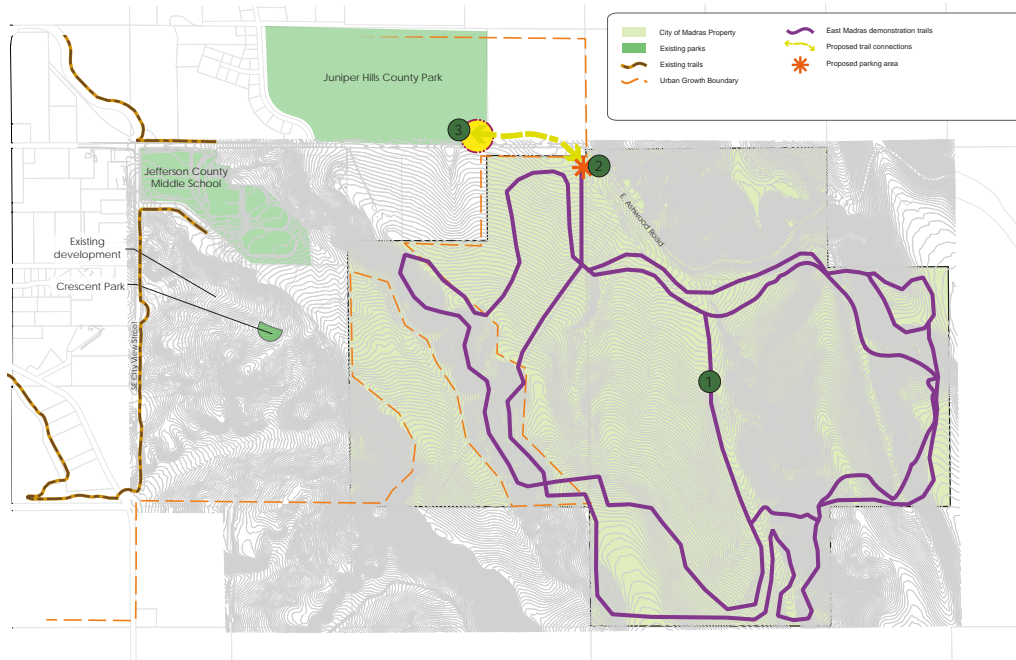 City of Madras Property
Existing parks
Existing trails
Urban Growth Boundary
East Madras demonstration trails
Proposed trail connections
Proposed parkng area
Juniper Hills County Park
3
2
Jefferson County
Middle School
E. Ashwood Road
Existing
development
Crescent Park
SE City View Street
1